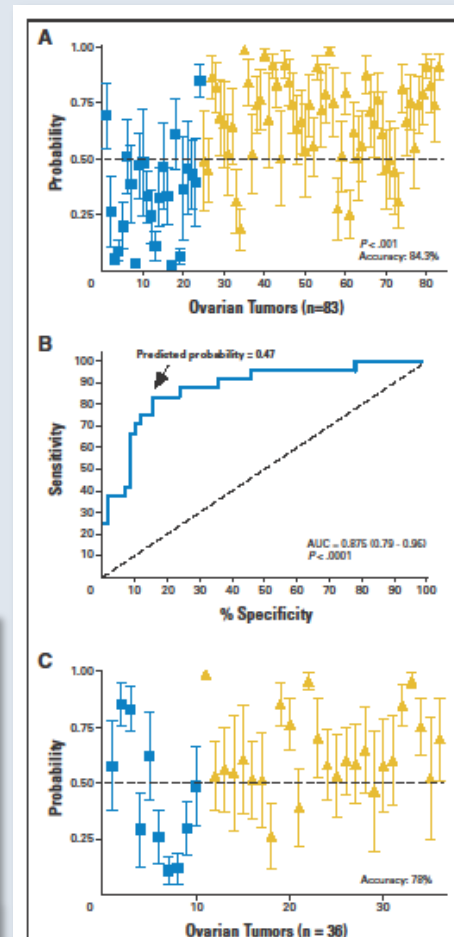 A
1.00
0.75
0.50
0.25
Probability
P < .001
Accuracy: 84.3%
0 10 20 30 40 50 60 70 80
Ovarian Tumors (n=83)
B
Predicted probability = 0.47
100
90
80
70
60
50
40
30
20
10
Sensitivity
AUC = 0.875 (0.79 - 0.96)
P < .0001
0 10 20 30 40 50 60 70 80 90 100
% Specificity
C
1.00
0.75
0.50
0.25
Probability
Accuracy: 78%
0 10 20 30
Ovarian Tumors (n = 36)